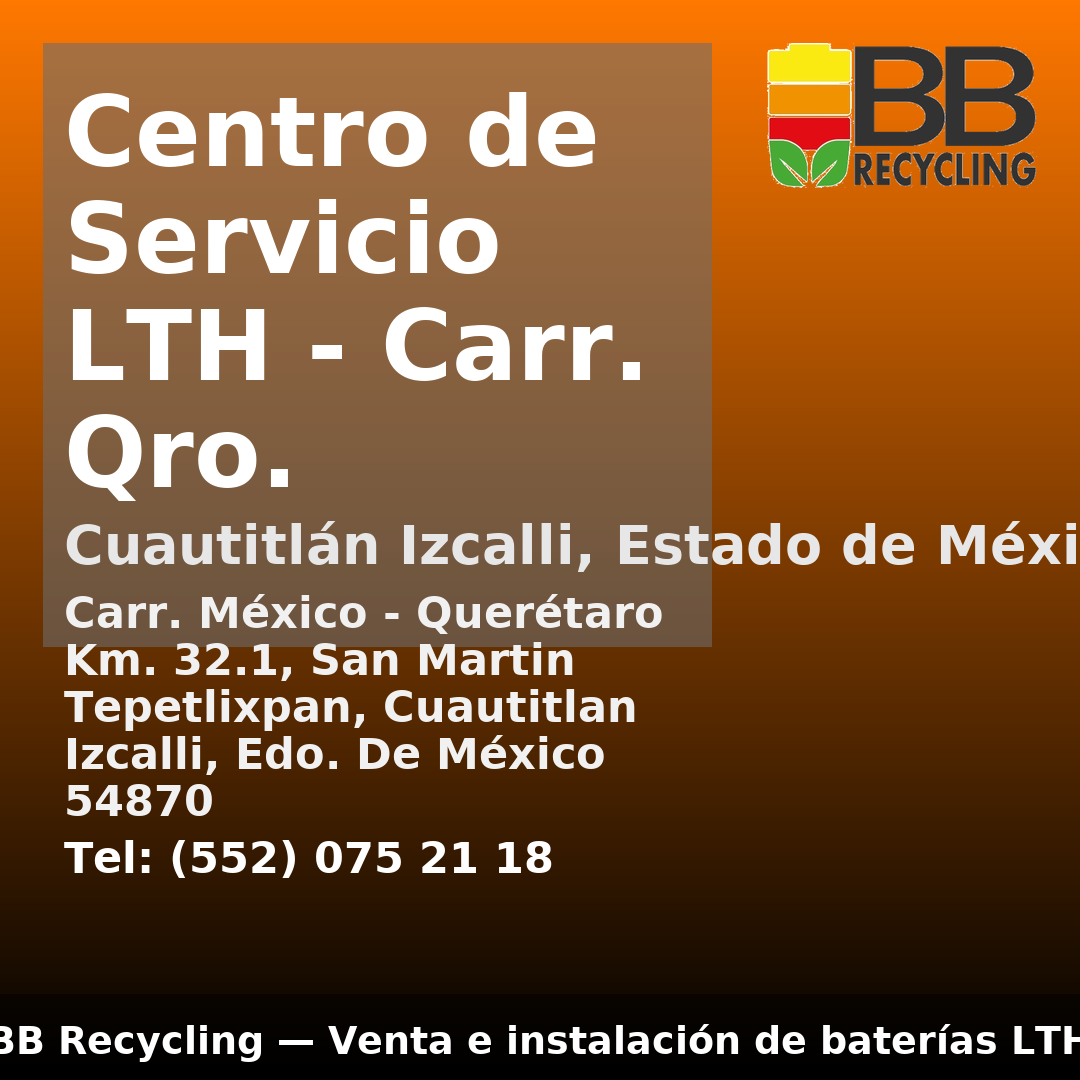 Centro de
Servicio
LTH - Carr.
Qro.
Cuautitlán Izcalli, Estado de Méxi
Carr. México - Querétaro
Km. 32.1, San Martin
Tepetlixpan, Cuautitlan
Izcalli, Edo. De México
54870
Tel: (552) 075 21 18
BB
RECYCLING
BB Recycling — Venta e instalación de baterías LTH